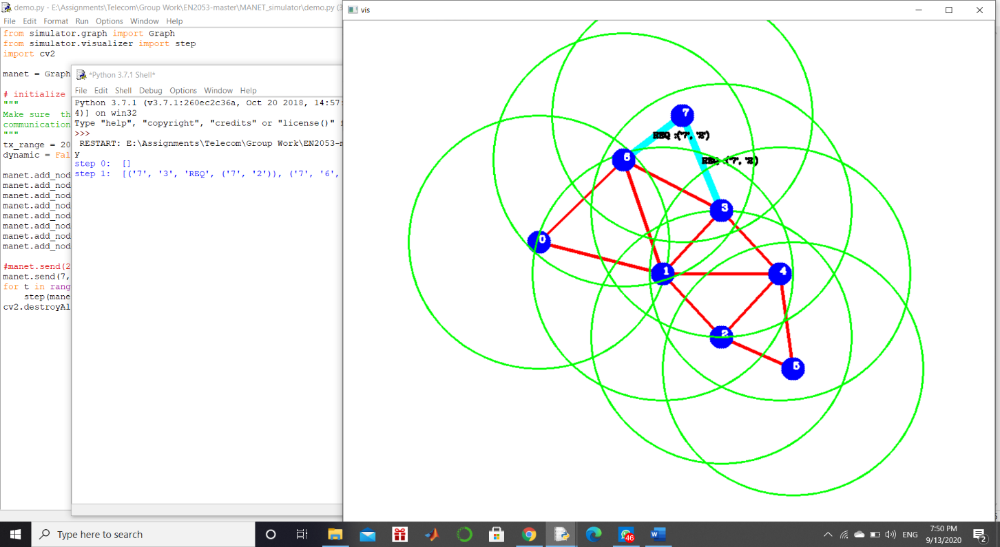 demo.py - E:\Assignments\Telecom\Group Work\EN2053-master\MANET_simulator\demo.py (3
File Edit Format Run Options Window Help
from simulator.graph import Graph
from simulator.visualizer import step
import cv2
manet = Graph
# initialize
"""
Make sure th
communication
"""
tx_range = 20
dynamic = Fal
manet.add_nod
manet.add_nod
manet.add_nod
manet.add_nod
manet.add_nod
manet.add_nod
manet.add_nod
manet.add_nod
#manet.send(2
manet.send(7,
for t in rang
step(mane
cv2.destroyAl
*Python 3.7.1 Shell*
File Edit Shell Debug Options Window Help
Python 3.7.1 (v3.7.1:260ec2c36a, Oct 20 2018, 14:57:
4)] on win32
Type "help", "copyright", "credits" or "license()" f
>>>
RESTART: E:\Assignments\Telecom\Group Work\EN2053-m
y
step 0: []
step 1: [('7', '3', 'REQ', ('7', '2')), ('7', '6',
vis
7
REQ :('7', '2')
6
REQ :('7', '2')
3
0
1
4
2
5
Type here to search
46
W
ENG
7:50 PM
9/13/2020
2